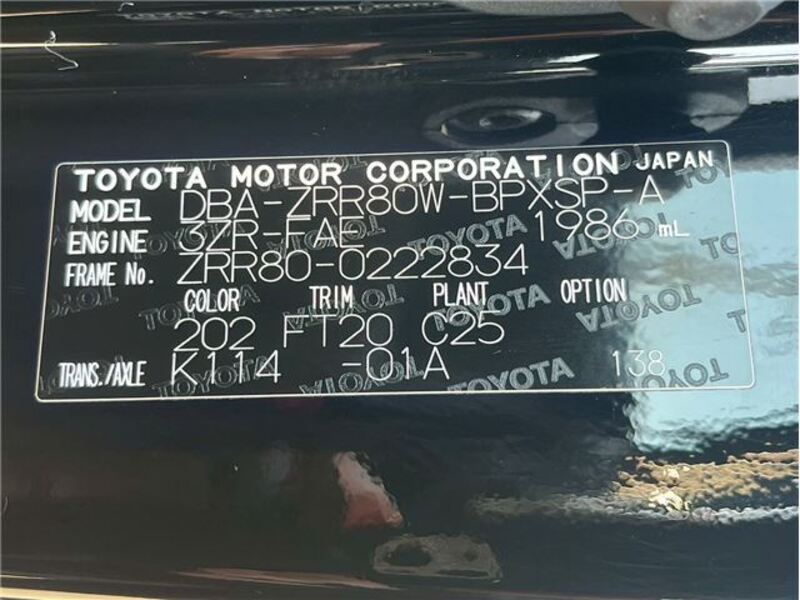 TOYOTA MOTOR CORPORATION JAPAN
MODEL DBA-ZRR80W-BPXSP-A
ENGINE 3ZR-FAE 1986 mL
FRAME No. ZRR80-0222834
COLOR TRIM PLANT OPTION
202 FT20 C25
TRANS./AXLE K114 -01A 138